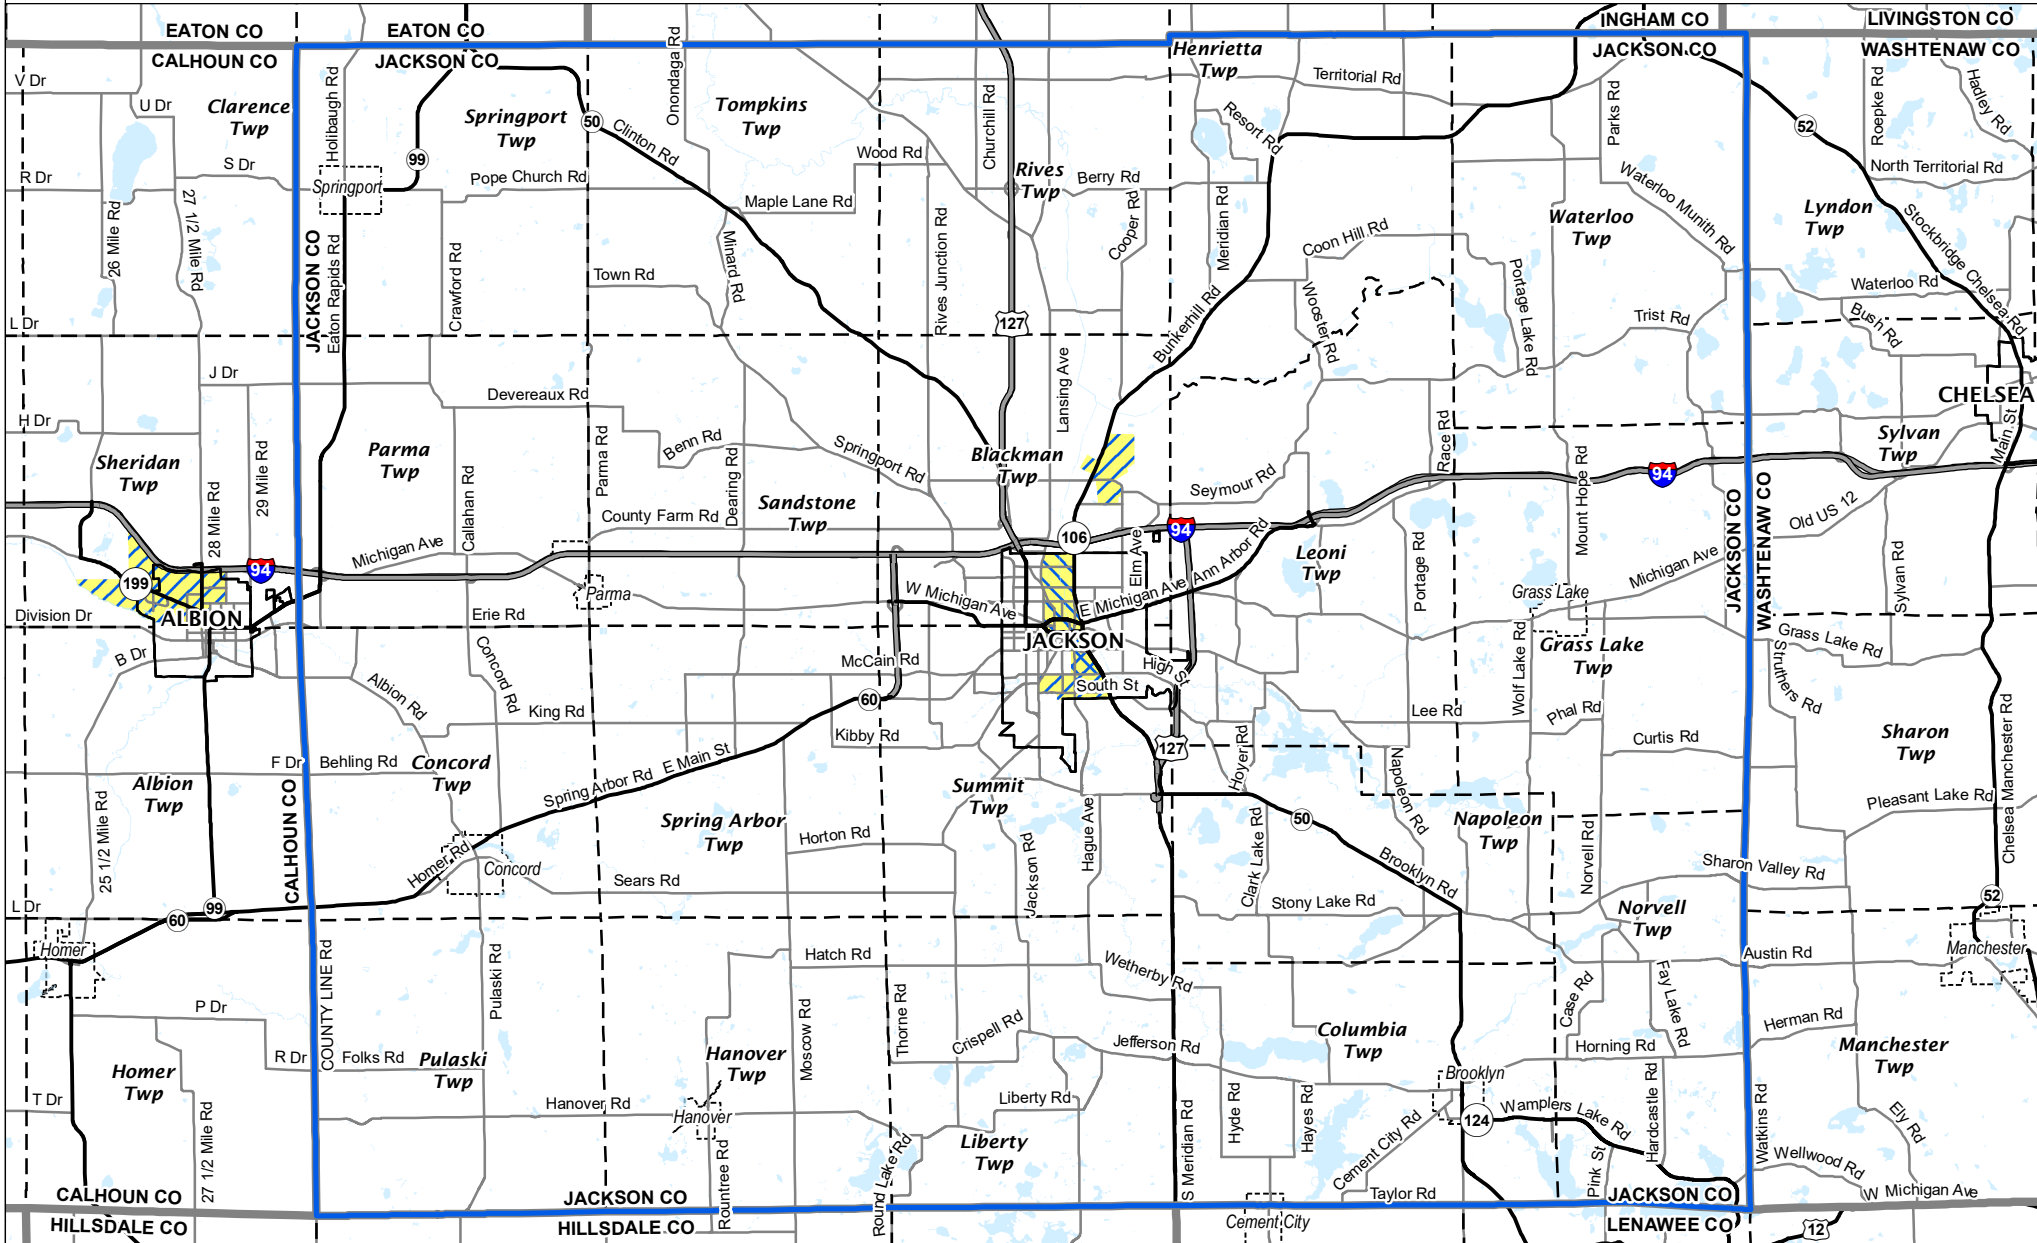 EATON CO
EATON CO
INGHAM CO
LIVINGSTON CO
CALHOUN CO
JACKSON CO
JACKSON CO
WASHTENAW CO
Henrietta
Twp
V Dr
U Dr
Clarence
Twp
Holibaugh Rd
Springport
Twp
50
Clinton Rd
Onondaga Rd
Tompkins
Twp
Churchill Rd
Territorial Rd
Resort Rd
Parks Rd
52
Roepke Rd
Hadley Rd
99
S Dr
R Dr
Springport
Pope Church Rd
Wood Rd
Rives
Twp
Berry Rd
North Territorial Rd
Maple Lane Rd
26 Mile Rd
27 1/2 Mile Rd
JACKSON CO
Eaton Rapids Rd
Crawford Rd
Town Rd
Minard Rd
Rives Junction Rd
Cooper Rd
Meridian Rd
Coon Hill Rd
Waterloo
Twp
Waterloo Munith Rd
Lyndon
Twp
Stockbridge Chelsea Rd
Waterloo Rd
Bush Rd
L Dr
127
Lansing Ave
Bunkerhill Rd
Wooster Rd
Portage Lake Rd
Trist Rd
J Dr
Devereaux Rd
CHELSEA
H Dr
29 Mile Rd
28 Mile Rd
Sheridan
Twp
Parma
Twp
Callahan Rd
Parma Rd
Benn Rd
Dearing Rd
Springport Rd
Blackman
Twp
Seymour Rd
Race Rd
Mount Hope Rd
94
Sylvan
Twp
Main St
Sandstone
Twp
County Farm Rd
Michigan Ave
94
106
94
Elm Ave
Ann Arbor Rd
Leoni
Twp
Portage Rd
Michigan Ave
JACKSON CO
WASHTENAW CO
Old US 12
Sylvan Rd
199
Division Dr
ALBION
Parma
Erie Rd
W Michigan Ave
E Michigan Ave
JACKSON
Grass Lake
Grass Lake
Twp
Grass Lake Rd
Struthers Rd
B Dr
Albion Rd
Concord Rd
McCain Rd
High St
South St
60
King Rd
Kibby Rd
127
Hoyer Rd
Lee Rd
Wolf Lake Rd
Phal Rd
Curtis Rd
Sharon
Twp
Chelsea Manchester Rd
F Dr
Behling Rd
Concord
Twp
Albion
Twp
25 1/2 Mile Rd
CALHOUN CO
Spring Arbor Rd
E Main St
Spring Arbor
Twp
Summit
Twp
Hague Ave
Jackson Rd
Horton Rd
Clark Lake Rd
50
Napoleon Rd
Brooklyn Rd
Napoleon
Twp
Norvell Rd
Pleasant Lake Rd
Sharon Valley Rd
Homer Rd
Concord
Sears Rd
Stony Lake Rd
Norvell
Twp
52
L Dr
99
60
Homer
COUNTY LINE RD
Pulaski Rd
Hatch Rd
Wetherby Rd
Austin Rd
Manchester
P Dr
Moscow Rd
Thorne Rd
Crispell Rd
Jefferson Rd
Columbia
Twp
Case Rd
Fay Lake Rd
Herman Rd
Horning Rd
Manchester
Twp
R Dr
Folks Rd
Pulaski
Twp
Hanover
Twp
Homer
Twp
T Dr
27 1/2 Mile Rd
Hanover Rd
Hanover
Rountree Rd
Liberty Rd
Liberty
Twp
Round Lake Rd
S Meridian Rd
Hyde Rd
Hayes Rd
Cement City Rd
Brooklyn
124
Wamplers Lake Rd
Hardcastle Rd
Pink St
Watkins Rd
Ely Rd
Wellwood Rd
W Michigan Ave
Taylor Rd
CALHOUN CO
JACKSON CO
JACKSON CO
HILLSDALE CO
HILLSDALE CO
Cement City
LENAWEE CO
12